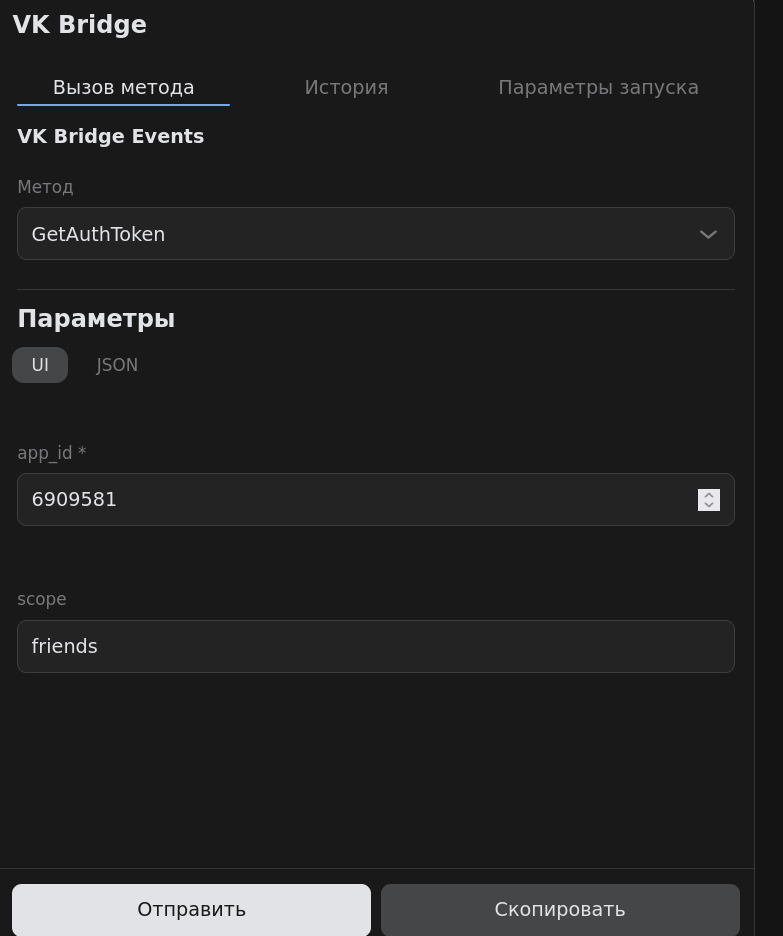 VK Bridge
Вызов метода История Параметры запуска
VK Bridge Events
Метод
GetAuthToken
Параметры
UI JSON
app_id *
6909581
scope
friends
Отправить Скопировать